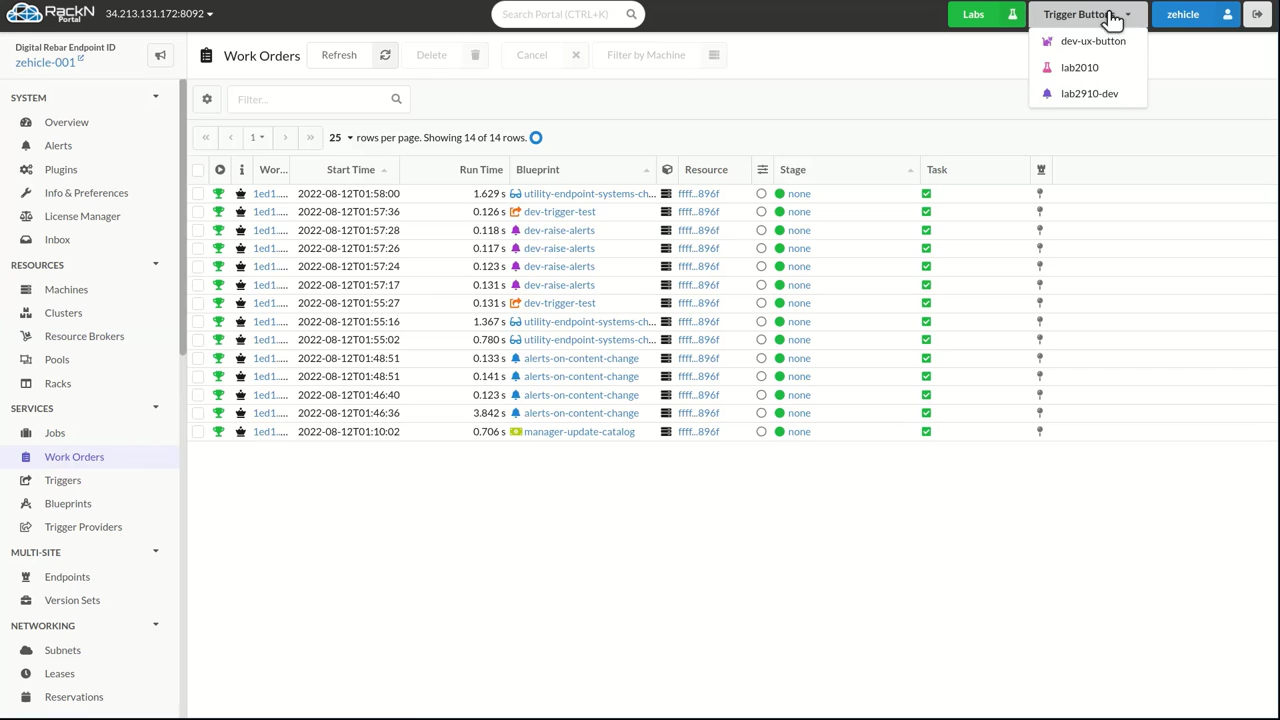 RackN
Portal
34.213.131.172:8092
Search Portal (CTRL+K)
Labs
zehicle
dev-ux-button
lab2010
lab2910-dev
Digital Rebar Endpoint ID
zehicle-001
Work Orders
Refresh
Delete
Cancel
Filter by Machine
Filter...
1
25 rows per page. Showing 14 of 14 rows.
SYSTEM
Overview
Alerts
Plugins
Info & Preferences
License Manager
Inbox
RESOURCES
Machines
Clusters
Resource Brokers
Pools
Racks
SERVICES
Jobs
Work Orders
Triggers
Blueprints
Trigger Providers
MULTI-SITE
Endpoints
Version Sets
NETWORKING
Subnets
Leases
Reservations
Wor... Start Time Run Time Blueprint Resource Stage Task
1ed1.... 2022-08-12T01:58:00 1.629 s utility-endpoint-systems-ch... ffff...896f none
1ed1.... 2022-08-12T01:57:36 0.126 s dev-trigger-test ffff...896f none
1ed1.... 2022-08-12T01:57:28 0.118 s dev-raise-alerts ffff...896f none
1ed1.... 2022-08-12T01:57:26 0.117 s dev-raise-alerts ffff...896f none
1ed1.... 2022-08-12T01:57:24 0.123 s dev-raise-alerts ffff...896f none
1ed1.... 2022-08-12T01:57:17 0.131 s dev-raise-alerts ffff...896f none
1ed1.... 2022-08-12T01:55:27 0.131 s dev-trigger-test ffff...896f none
1ed1.... 2022-08-12T01:55:16 1.367 s utility-endpoint-systems-ch... ffff...896f none
1ed1.... 2022-08-12T01:55:02 0.780 s utility-endpoint-systems-ch... ffff...896f none
1ed1.... 2022-08-12T01:48:51 0.133 s alerts-on-content-change ffff...896f none
1ed1.... 2022-08-12T01:48:51 0.141 s alerts-on-content-change ffff...896f none
1ed1.... 2022-08-12T01:46:40 0.123 s alerts-on-content-change ffff...896f none
1ed1.... 2022-08-12T01:46:36 3.842 s alerts-on-content-change ffff...896f none
1ed1.... 2022-08-12T01:10:02 0.706 s manager-update-catalog ffff...896f none